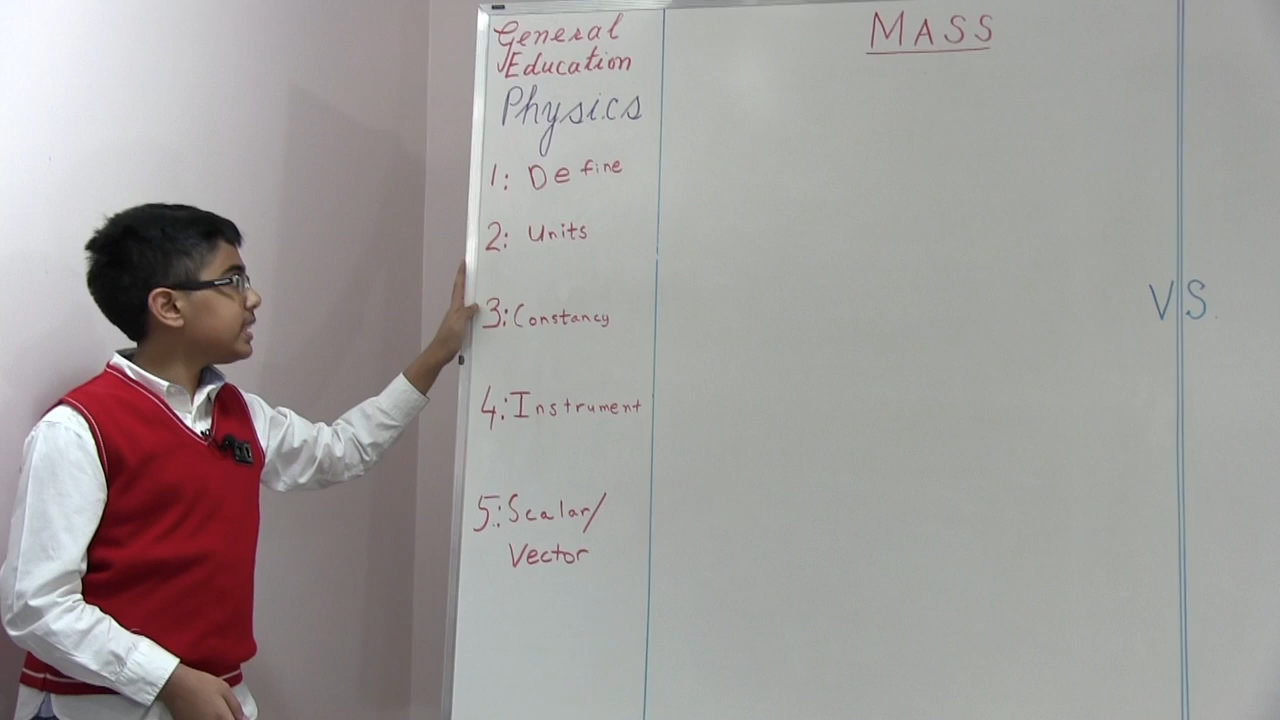 General
Education
Physics
1: Define
2: Units
3: Constancy
4: Instrument
5: Scalar/
Vector
MASS
VS.